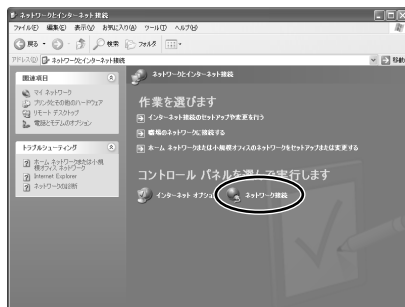 ネットワークとインターネット接続
ファイル(F) 編集(E) 表示(V) お気に入り(A) ツール(T) ヘルプ(H)
戻る 検索 フォルダ
アドレス(D) ネットワークとインターネット接続 移動
関連項目
マイ ネットワーク
プリンタとその他のハードウェア
リモート デスクトップ
電話とモデムのオプション
トラブルシューティング
ホーム ネットワークまたは小規模オフィス ネットワーク
Internet Explorer
ネットワークの診断
ネットワークとインターネット接続
作業を選びます
インターネット接続のセットアップや変更を行う
職場のネットワークに接続する
ホーム ネットワークまたは小規模オフィスのネットワークをセットアップまたは変更する
コントロール パネルを選んで実行します
インターネット オプション
ネットワーク接続